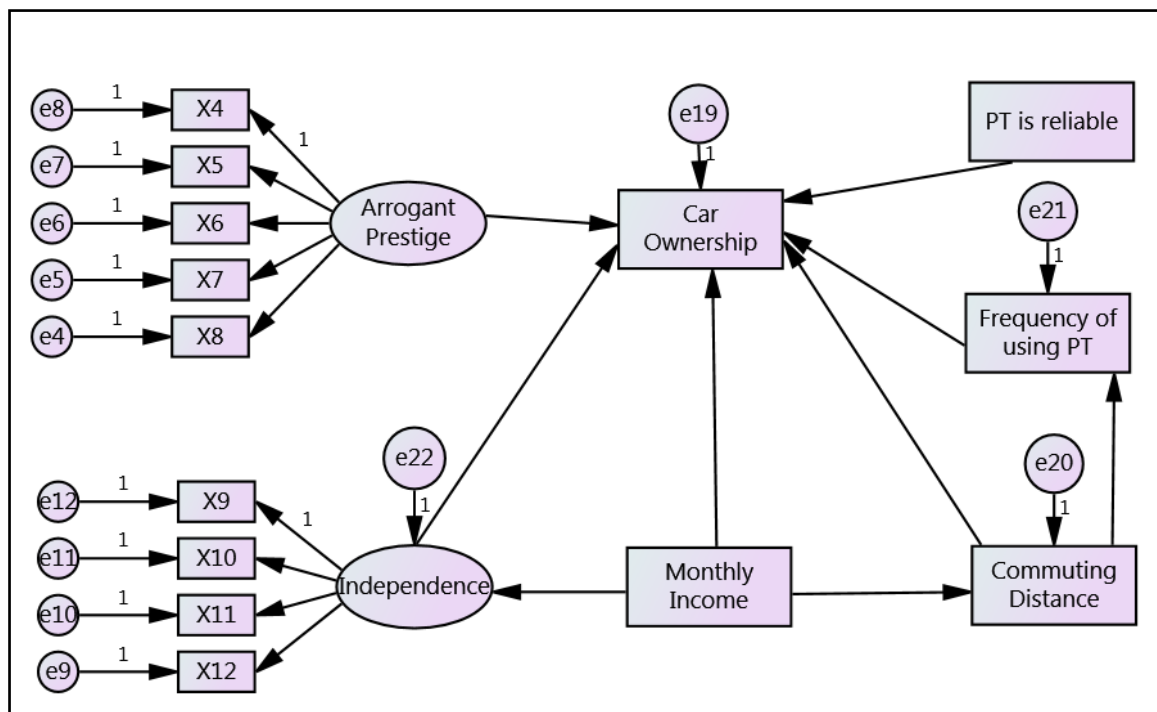 e8
1
X4
1
e7
1
X5
e6
1
X6
e5
1
X7
e4
1
X8
Arrogant
Prestige
e19
1
Car
Ownership
PT is reliable
e21
1
Frequency of
using PT
e22
1
e12
1
X9
1
e11
1
X10
e10
1
X11
e9
1
X12
Independence
Monthly
Income
e20
1
Commuting
Distance